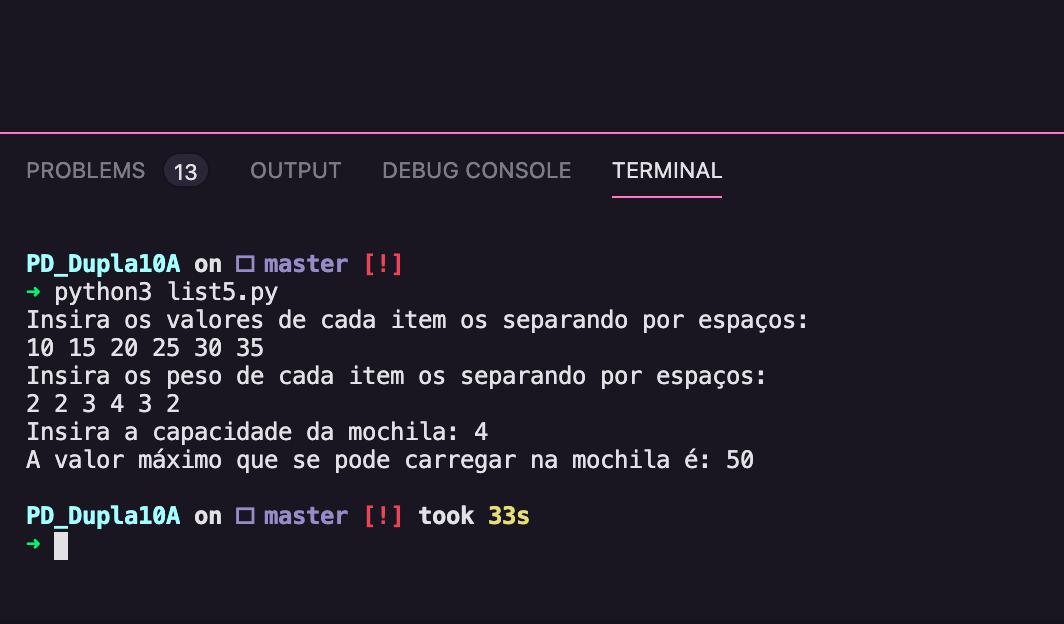 PROBLEMS 13 OUTPUT DEBUG CONSOLE TERMINAL
PD_Dupla10A on master [!]
➜ python3 list5.py
Insira os valores de cada item os separando por espaços:
10 15 20 25 30 35
Insira os peso de cada item os separando por espaços:
2 2 3 4 3 2
Insira a capacidade da mochila: 4
A valor máximo que se pode carregar na mochila é: 50
PD_Dupla10A on master [!] took 33s
➜